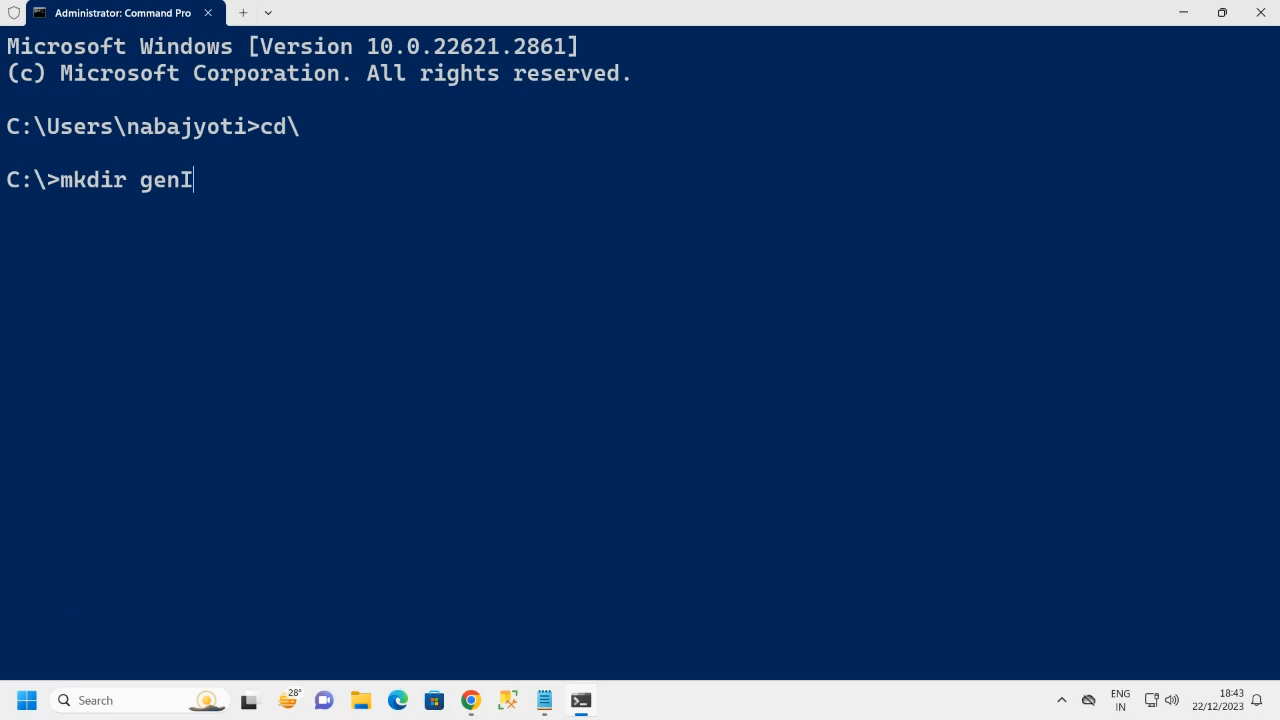 Administrator: Command Pro
Microsoft Windows [Version 10.0.22621.2861]
(c) Microsoft Corporation. All rights reserved.
C:\Users\nabajyoti>cd\
C:\>mkdir genI
Search
28°
ENG
IN
18:43
22/12/2023